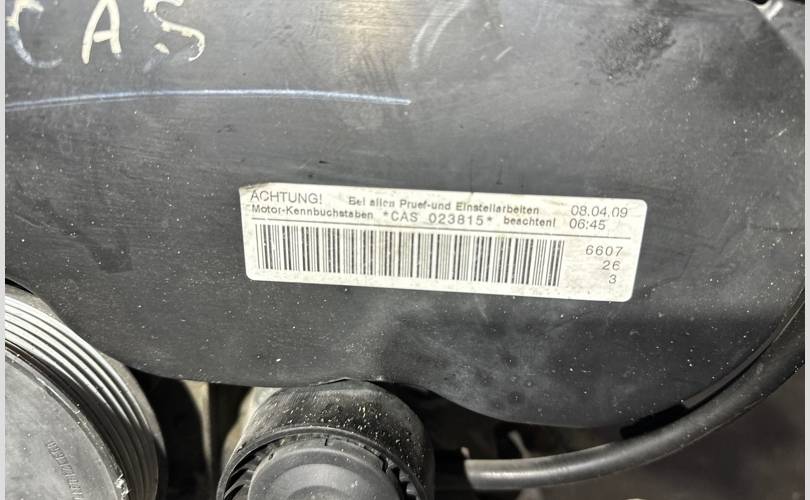 CAS
ACHTUNG! Bei allen Pruef-und Einstellarbeiten 08.04.09
Motor-Kennbuchstaben *CAS 023815* beachten! 06:45
6607
26
3